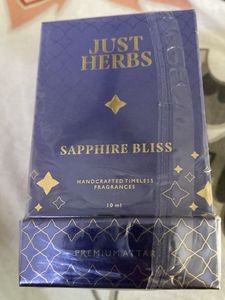 JUST
HERBS
SAPPHIRE BLISS
HANDCRAFTED TIMELESS
FRAGRANCES
10 ml
PREMIUM ATTAR